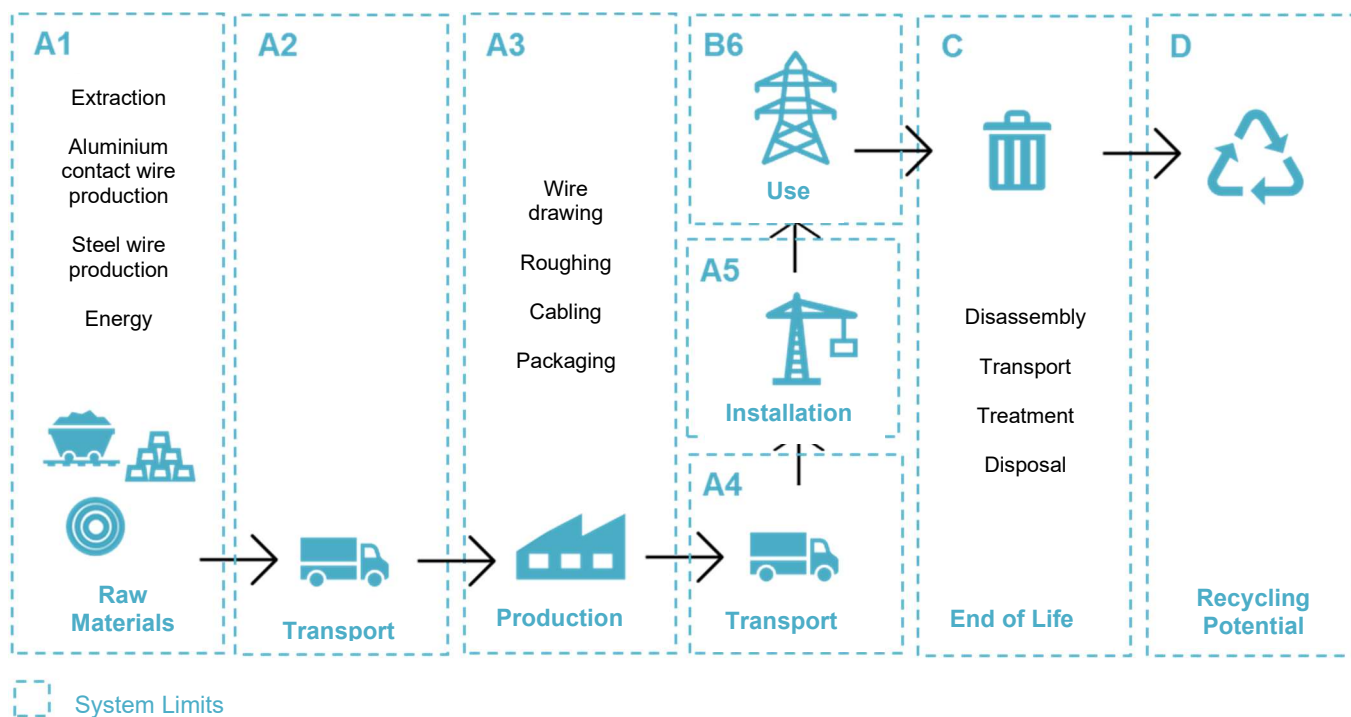 A1
Extraction
Aluminium
contact wire
production
Steel wire
production
Energy
Raw
Materials
A2
Transport
A3
Wire
drawing
Roughing
Cabling
Packaging
Production
A4
Transport
A5
Installation
B6
Use
C
Disassembly
Transport
Treatment
Disposal
End of Life
D
Recycling
Potential
System Limits